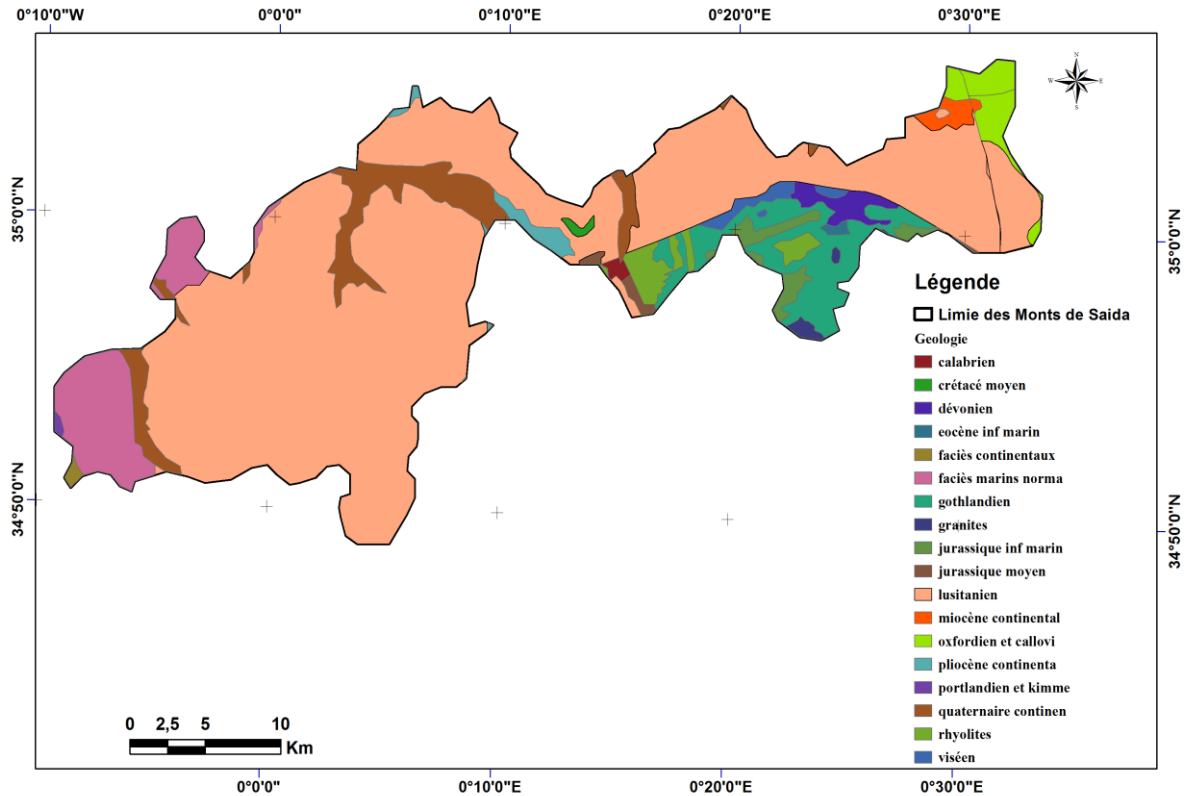 0°10'0"W
0°0'0"
0°10'0"E
0°20'0"E
0°30'0"E
N
W
E
S
35°0'0"N
35°0'0"N
Légende
Limie des Monts de Saida
Geologie
calabrien
crétacé moyen
dévonien
eocène inf marin
faciès continentaux
faciès marins norma
gothlandien
granites
jurassique inf marin
jurassique moyen
lusitanien
miocène continental
oxfordien et callovi
pliocène continenta
portlandien et kimme
quaternaire continen
rhyolites
viséen
34°50'0"N
34°50'0"N
0 2,5 5 10
Km
0°0'0"
0°10'0"E
0°20'0"E
0°30'0"E